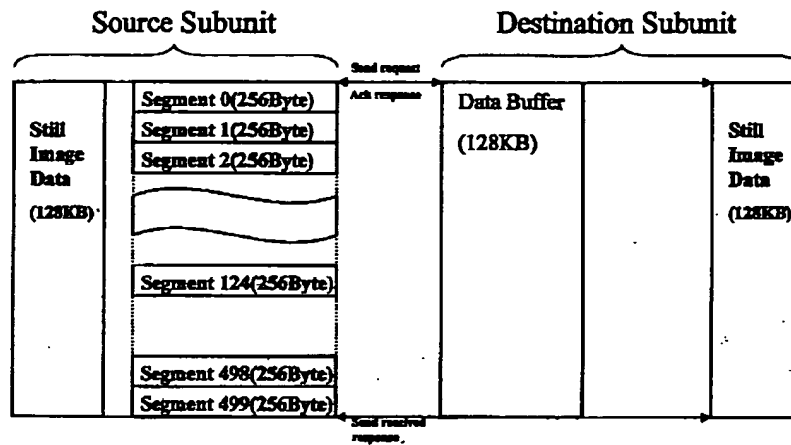 Source Subunit
Destination Subunit
Send request
Ack response
Segment 0(256Byte)
Segment 1(256Byte)
Segment 2(256Byte)
Segment 124(256Byte)
Segment 498(256Byte)
Segment 499(256Byte)
Still
Image
Data
(128KB)
Data Buffer
(128KB)
Still
Image
Data
(128KB)
Send received
response